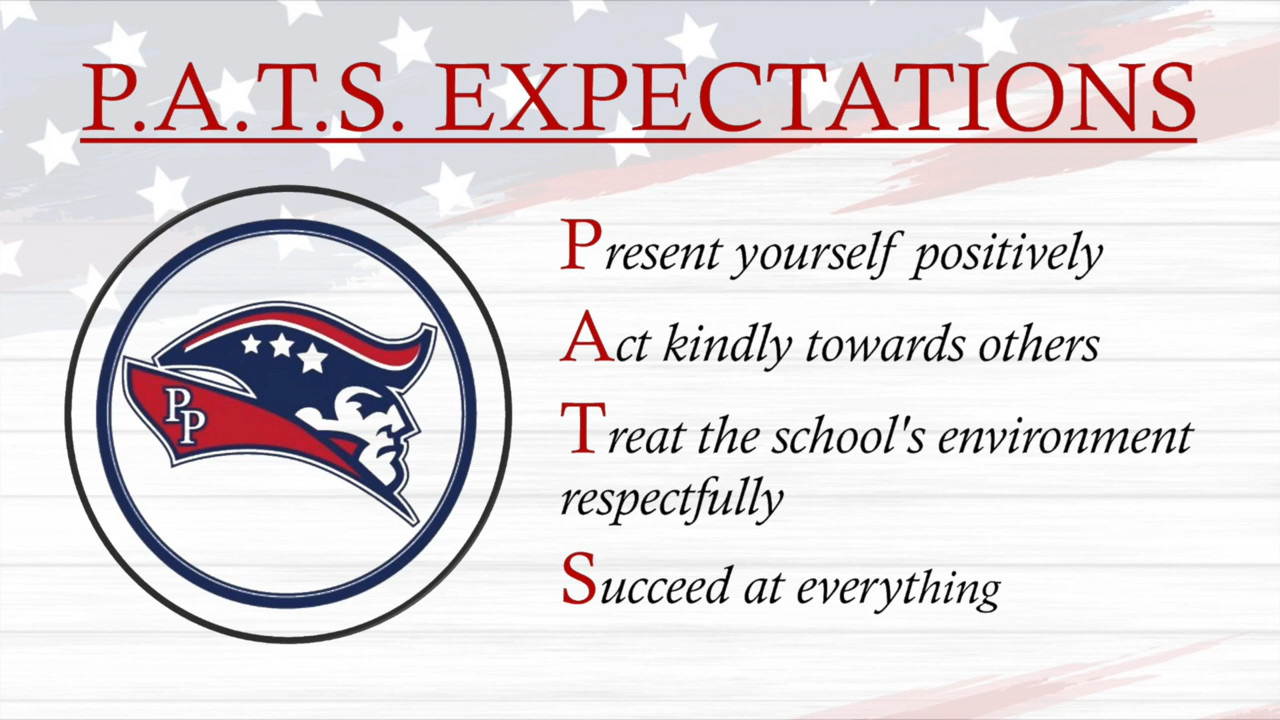 P.A.T.S. EXPECTATIONS
Present yourself positively
Act kindly towards others
Treat the school's environment
respectfully
Succeed at everything
PP